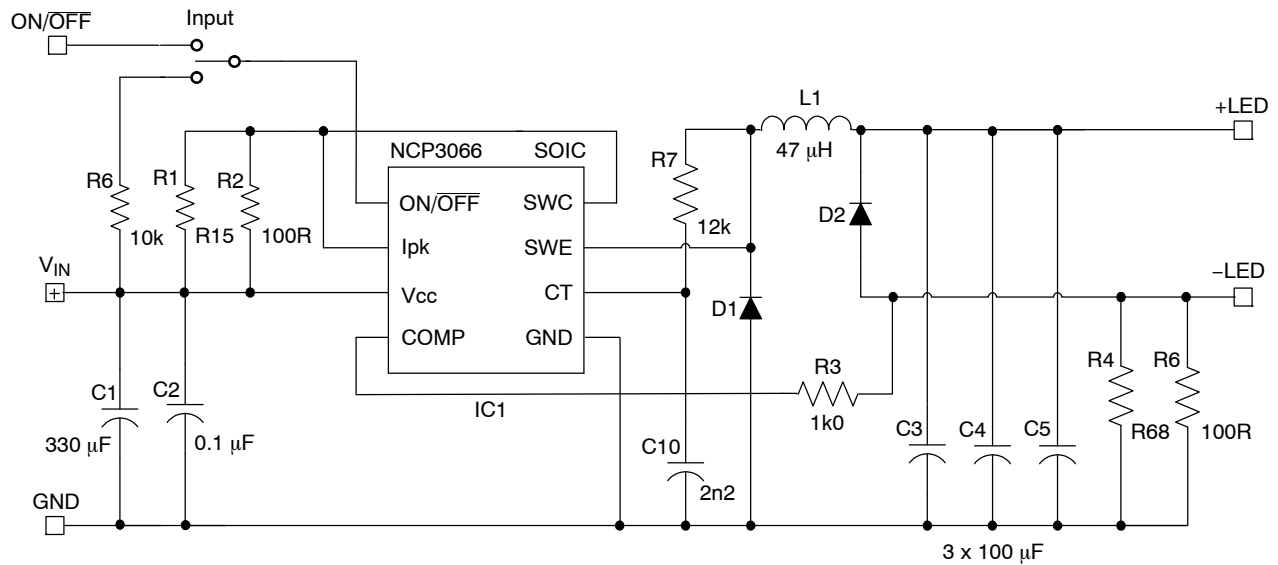 ON/OFF
Input
L1
+LED
47 μH
NCP3066 SOIC
R7
R6 R1 R2
ON/OFF SWC
D2
10k R15 100R
12k
Ipk SWE
VIN
–LED
+
Vcc CT
D1
COMP GND
R3
R4 R6
C1 C2
IC1
1k0
330 μF 0.1 μF
C10
C3 C4 C5
R68 100R
2n2
GND
3 x 100 μF